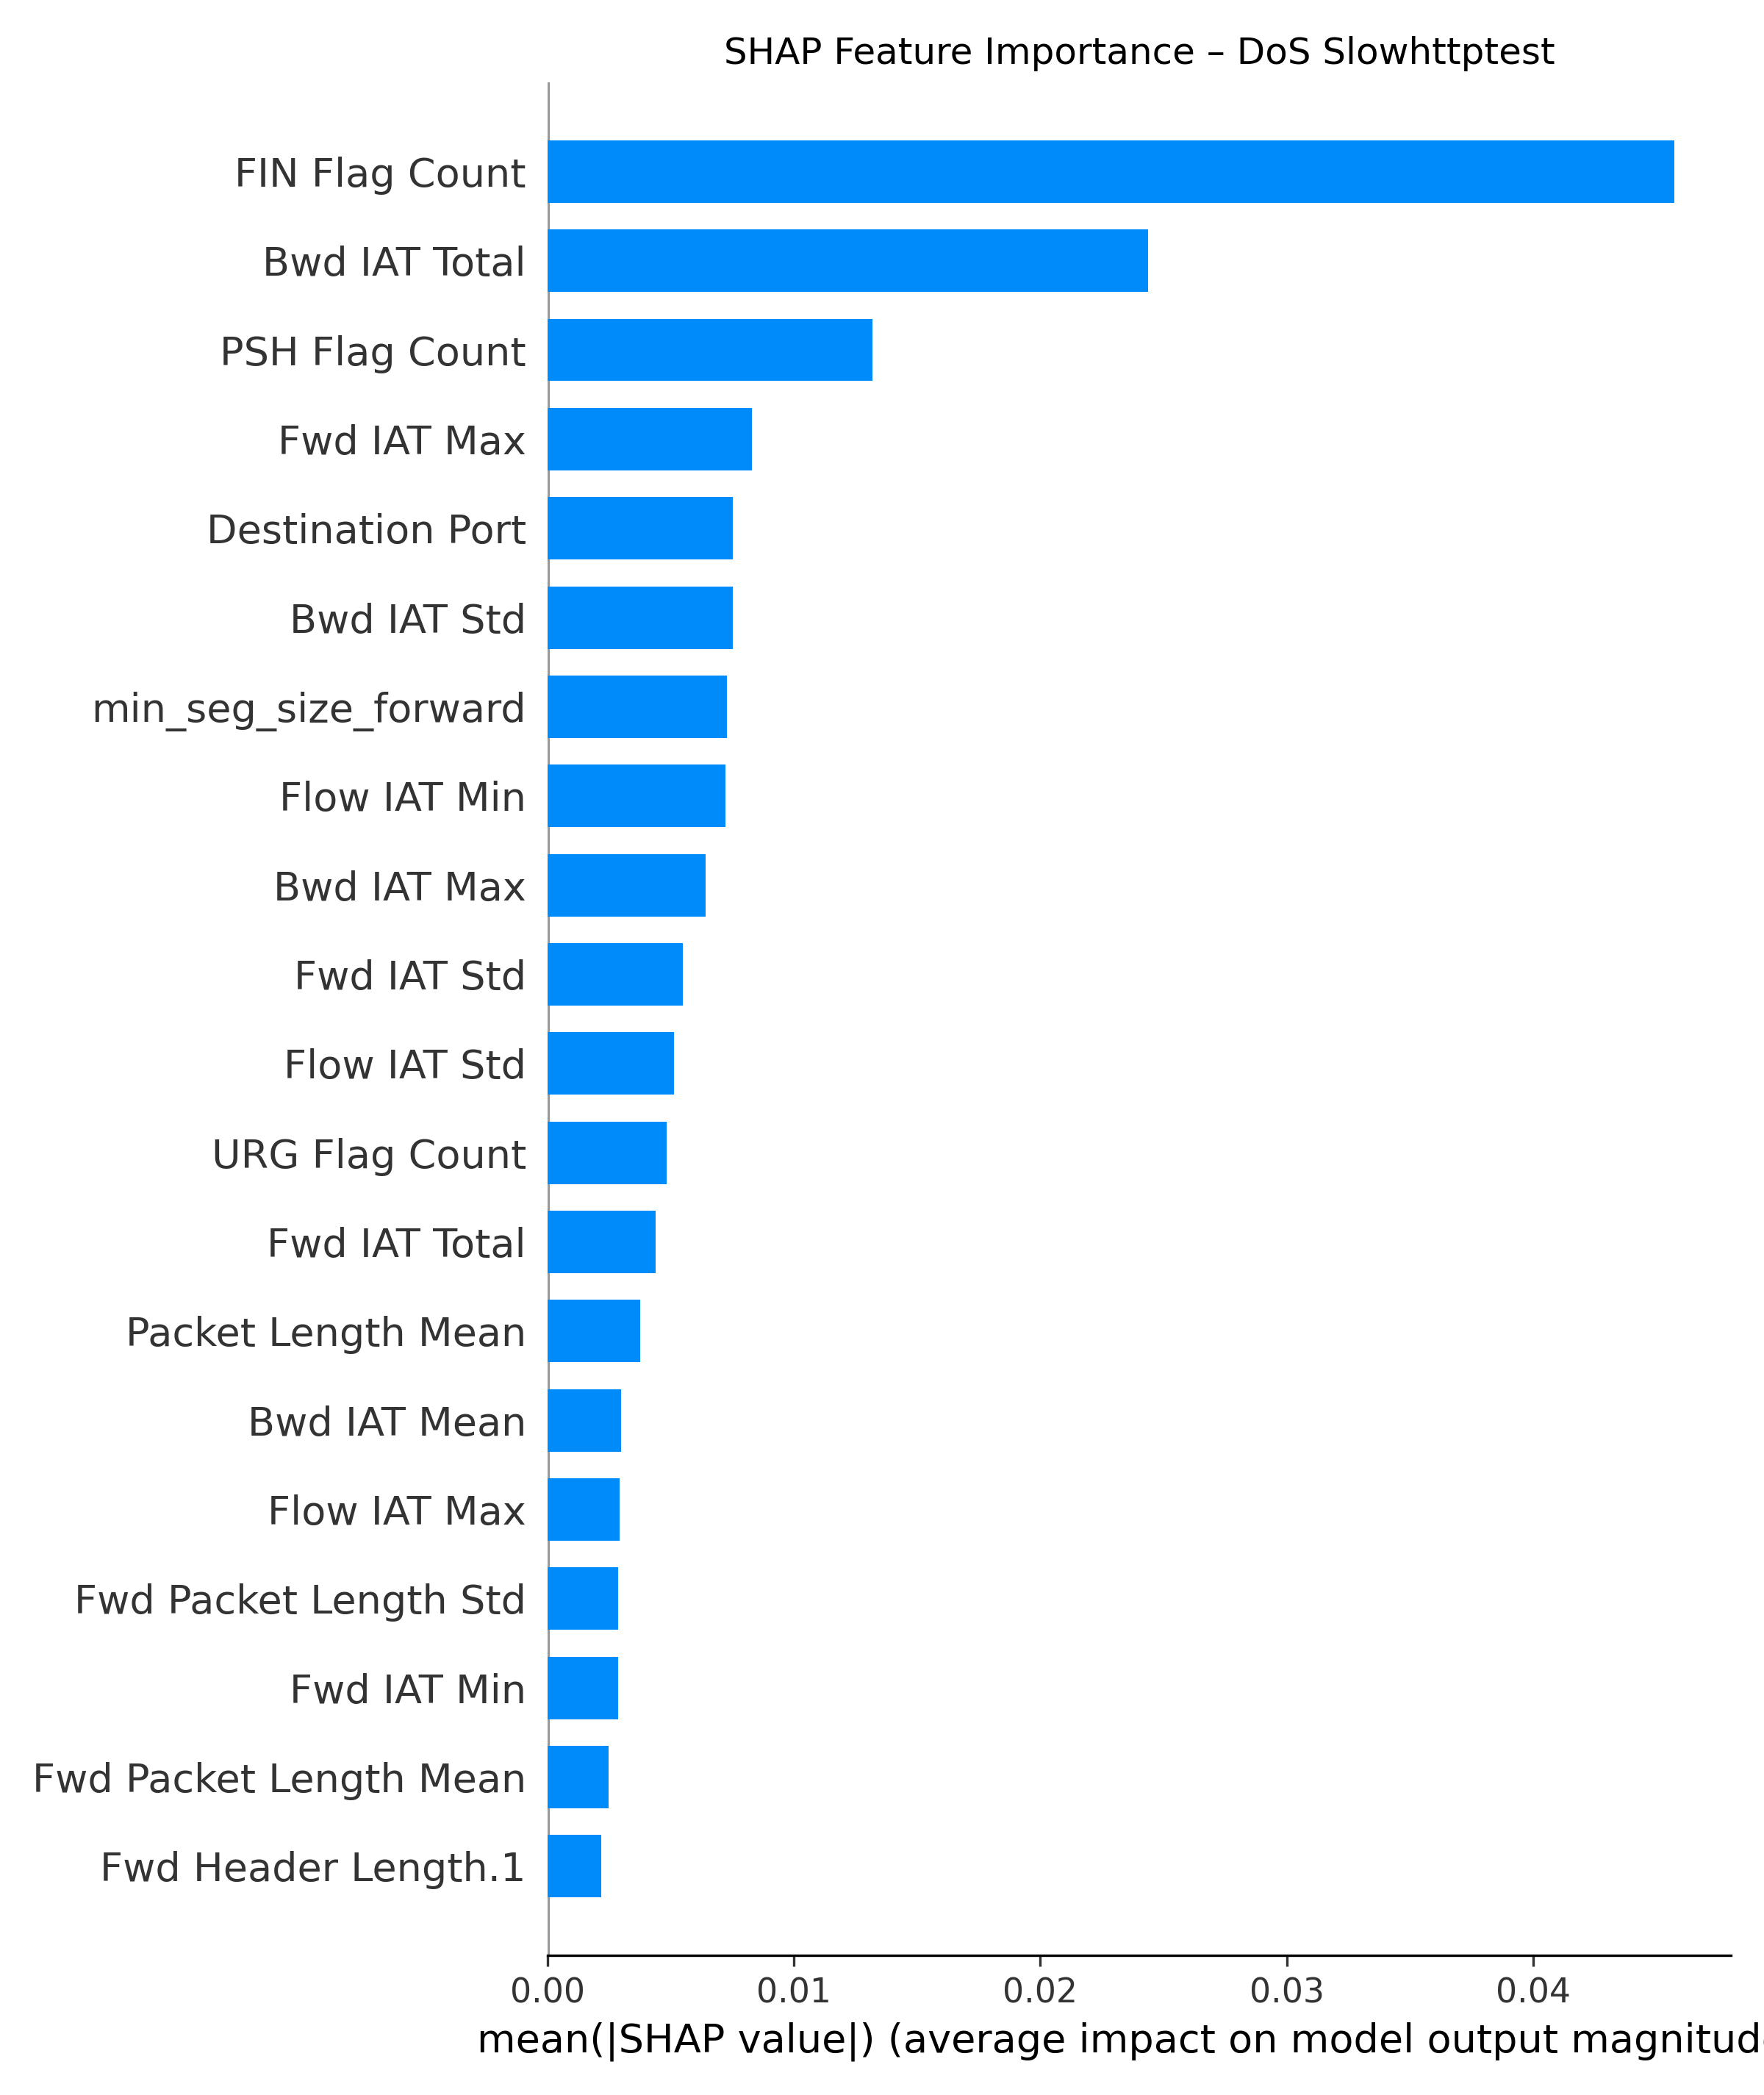 SHAP Feature Importance – DoS Slowhttptest
FIN Flag Count
Bwd IAT Total
PSH Flag Count
Fwd IAT Max
Destination Port
Bwd IAT Std
min_seg_size_forward
Flow IAT Min
Bwd IAT Max
Fwd IAT Std
Flow IAT Std
URG Flag Count
Fwd IAT Total
Packet Length Mean
Bwd IAT Mean
Flow IAT Max
Fwd Packet Length Std
Fwd IAT Min
Fwd Packet Length Mean
Fwd Header Length.1
0.00 0.01 0.02 0.03 0.04
mean(|SHAP value|) (average impact on model output